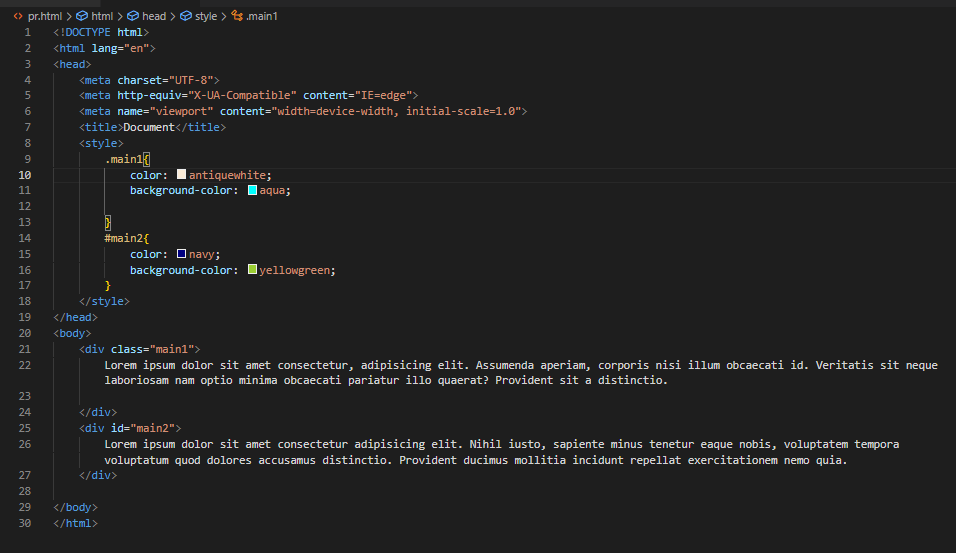 pr.html > html > head > style > .main1
1 <!DOCTYPE html>
2 <html lang="en">
3 <head>
4     <meta charset="UTF-8">
5     <meta http-equiv="X-UA-Compatible" content="IE=edge">
6     <meta name="viewport" content="width=device-width, initial-scale=1.0">
7     <title>Document</title>
8     <style>
9         .main1{
10             color: antiquewhite;
11             background-color: aqua;
12
13         }
14         #main2{
15             color: navy;
16             background-color: yellowgreen;
17         }
18     </style>
19 </head>
20 <body>
21     <div class="main1">
22         Lorem ipsum dolor sit amet consectetur, adipisicing elit. Assumenda aperiam, corporis nisi illum obcaecati id. Veritatis sit neque
laboriosam nam optio minima obcaecati pariatur illo quaerat? Provident sit a distinctio.
23
24     </div>
25     <div id="main2">
26         Lorem ipsum dolor sit amet consectetur adipisicing elit. Nihil iusto, sapiente minus tenetur eaque nobis, voluptatem tempora
voluptatum quod dolores accusamus distinctio. Provident ducimus mollitia incidunt repellat exercitationem nemo quia.
27     </div>
28
29 </body>
30 </html>